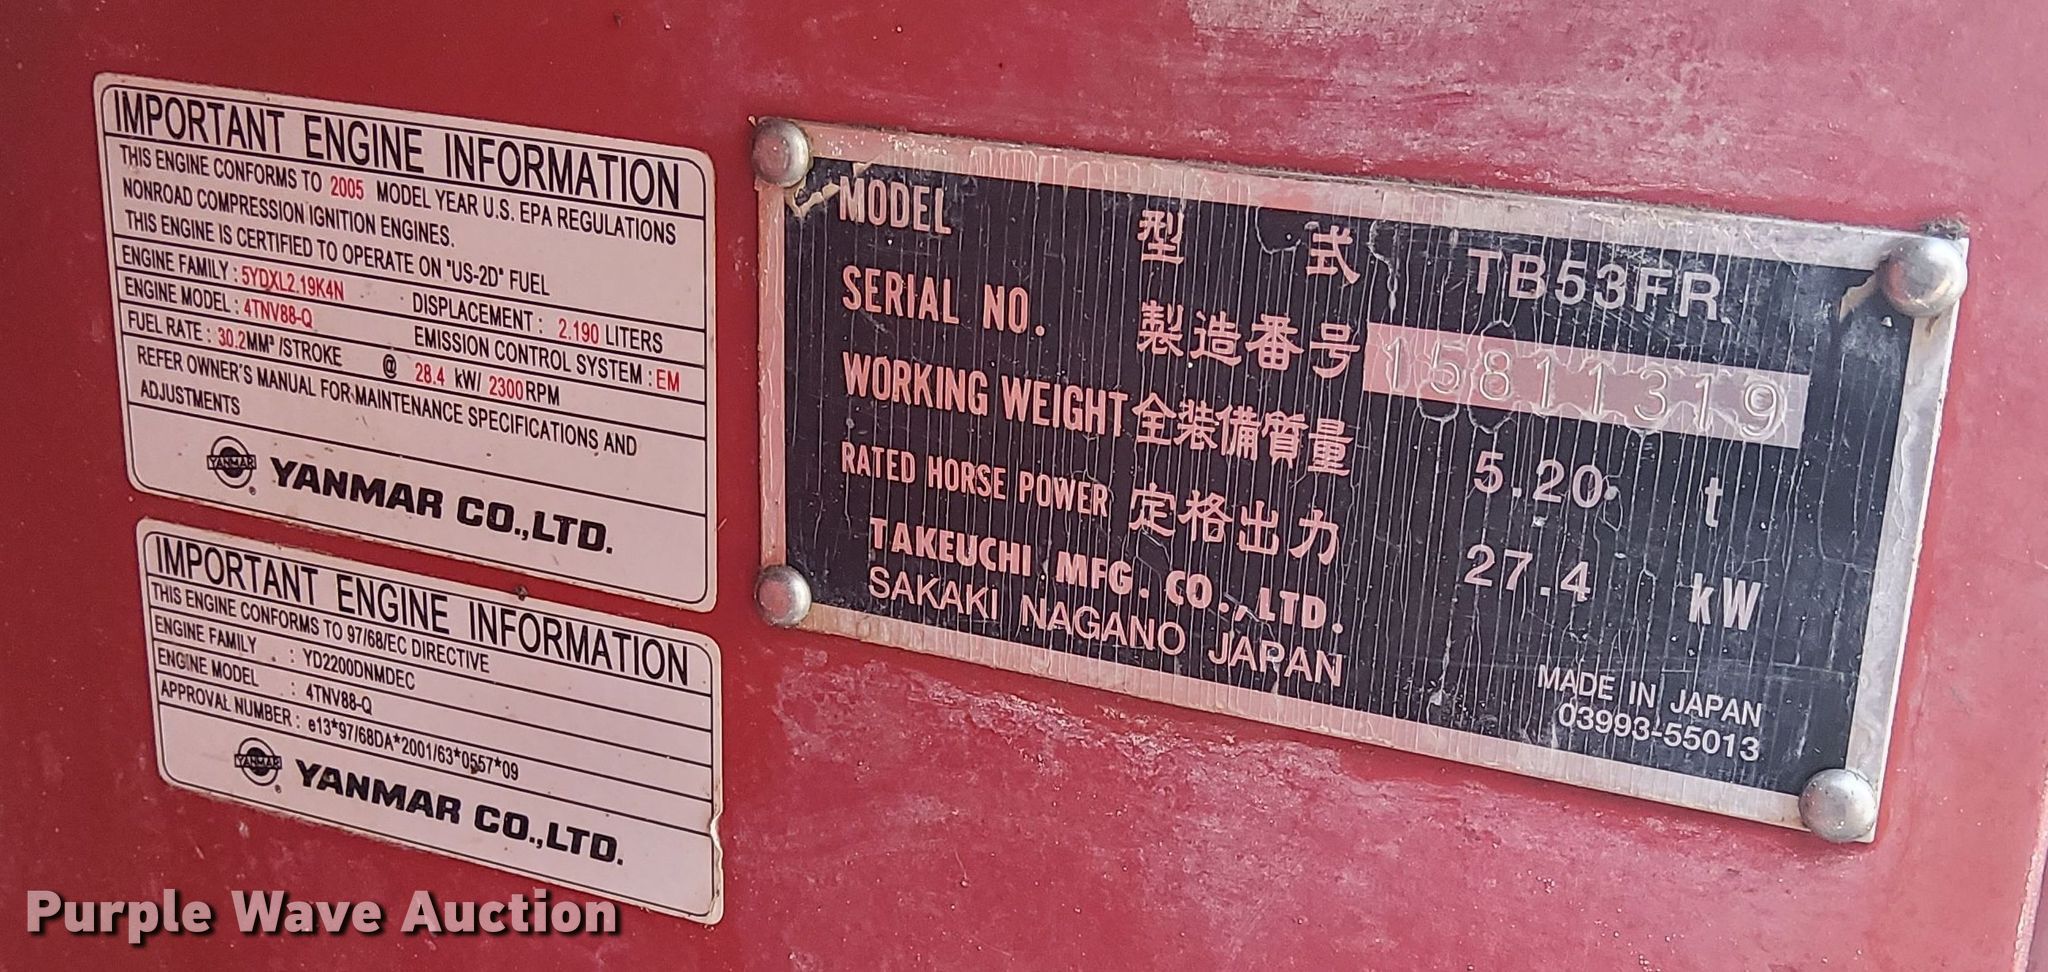 IMPORTANT ENGINE INFORMATION
THIS ENGINE CONFORMS TO 2005 MODEL YEAR U.S. EPA REGULATIONS
NONROAD COMPRESSION IGNITION ENGINES.
THIS ENGINE IS CERTIFIED TO OPERATE ON "US-2D" FUEL
ENGINE FAMILY : 5YDXL2.19K4N DISPLACEMENT : 2.190 LITERS
ENGINE MODEL : 4TNV88-Q EMISSION CONTROL SYSTEM : EM
FUEL RATE : 30.2MM³ /STROKE @ 28.4 kW/ 2300RPM
REFER OWNER'S MANUAL FOR MAINTENANCE SPECIFICATIONS AND
ADJUSTMENTS
YANMAR ® YANMAR CO.,LTD.
IMPORTANT ENGINE INFORMATION
THIS ENGINE CONFORMS TO 97/68/EC DIRECTIVE
ENGINE FAMILY : YD2200DNMDEC
ENGINE MODEL : 4TNV88-Q
APPROVAL NUMBER : e13*97/68DA*2001/63*0557*09
YANMAR ® YANMAR CO.,LTD.
MODEL 型式 TB53FR
SERIAL NO. 製造番号 15811319
WORKING WEIGHT 全装備質量 5.20 t
RATED HORSE POWER 定格出力 27.4 kW
TAKEUCHI MFG. CO.,LTD.
SAKAKI NAGANO JAPAN
MADE IN JAPAN
03993-55013
Purple Wave Auction